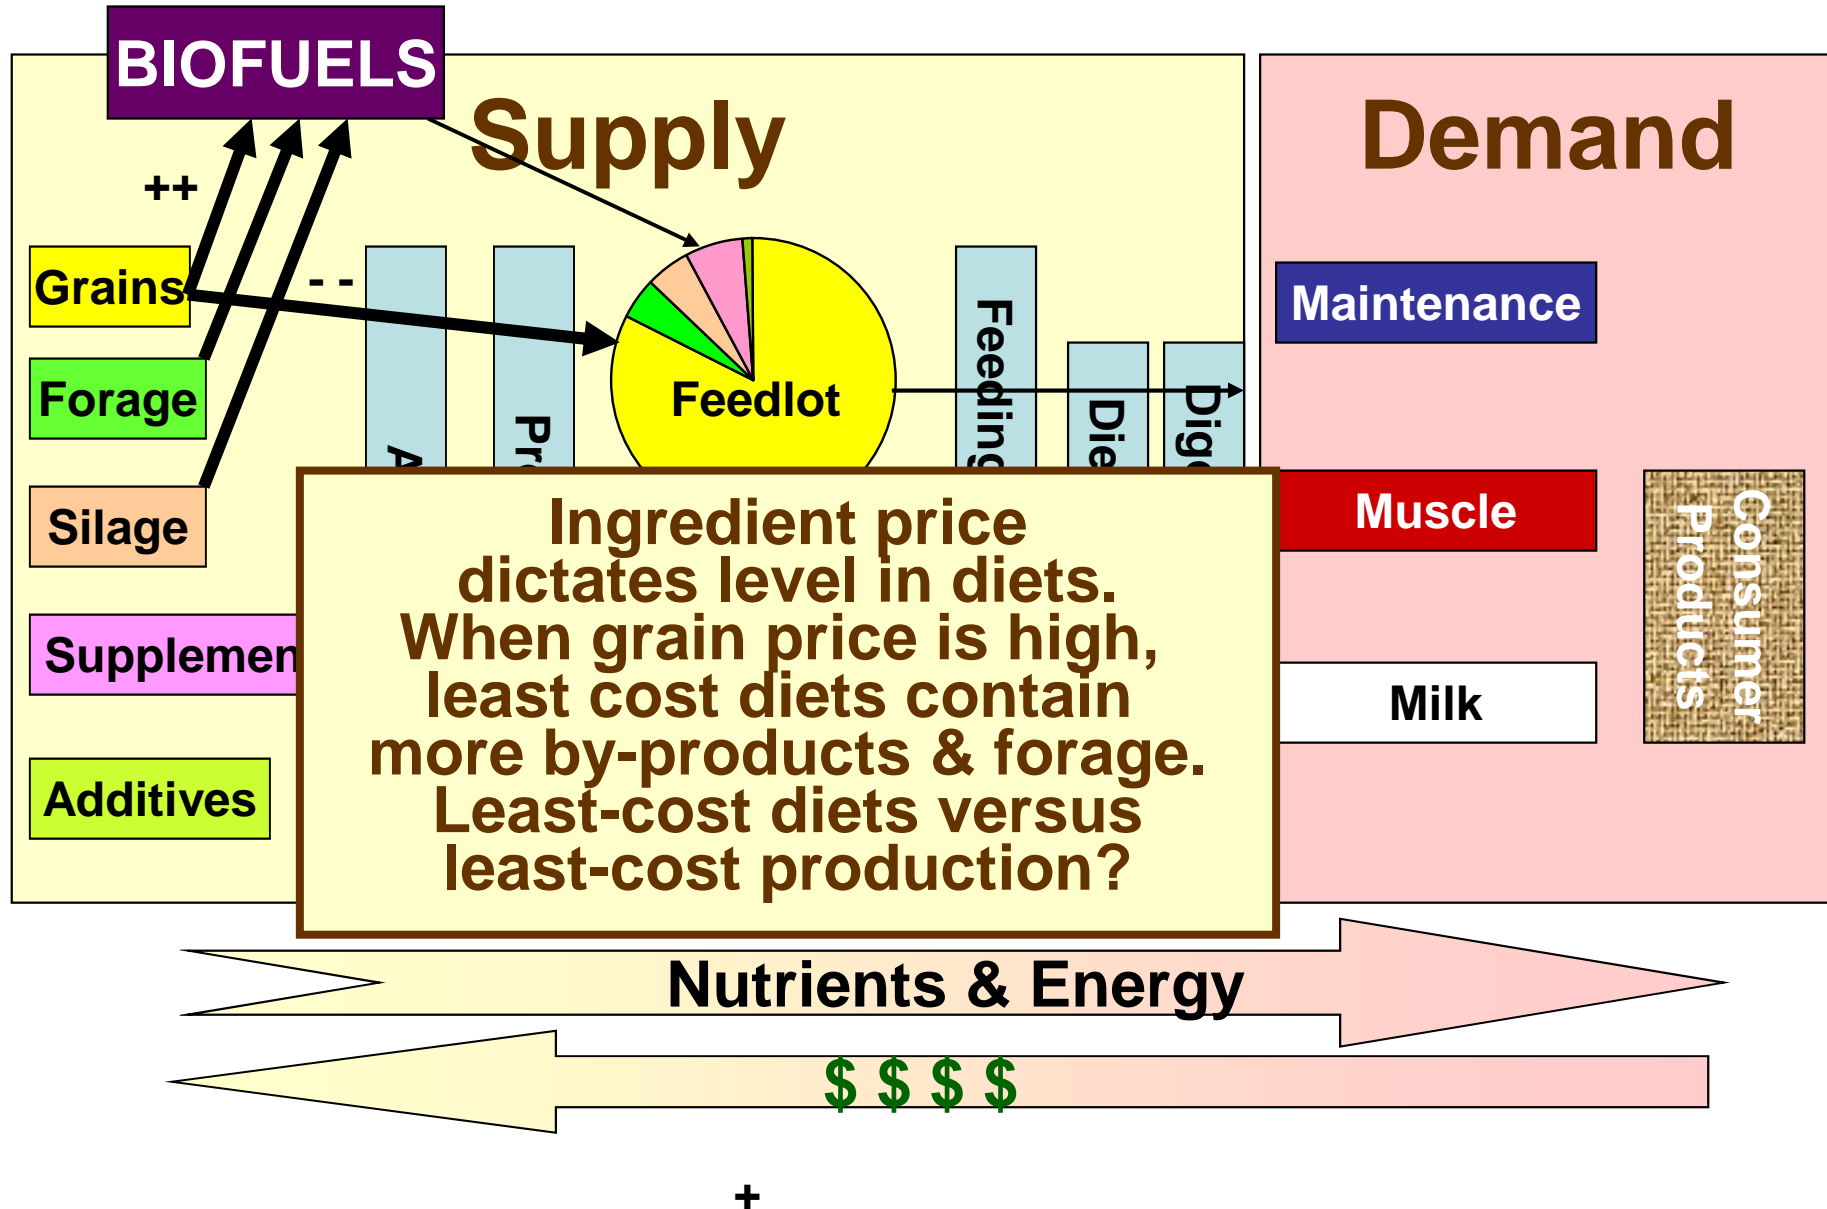 BIOFUELS
Supply
Demand
++
Grains
- -
Forage
Silage
Additives
Feedlot
Feeding
Maintenance
Muscle
Milk
Consumer
Products
Ingredient price
dictates level in diets.
When grain price is high,
least cost diets contain
more by-products & forage.
Least-cost diets versus
least-cost production?
Nutrients & Energy
$ $ $ $
+